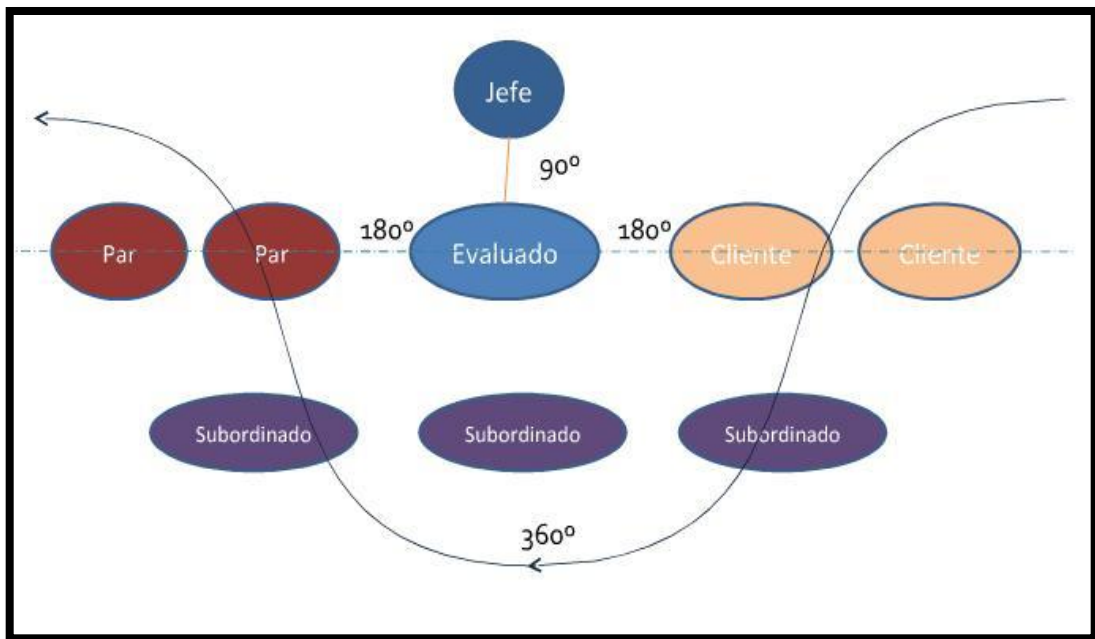 Jefe
90º
Par
Par
180º
Evaluado
180º
Cliente
Cliente
Subordinado
Subordinado
Subordinado
360º